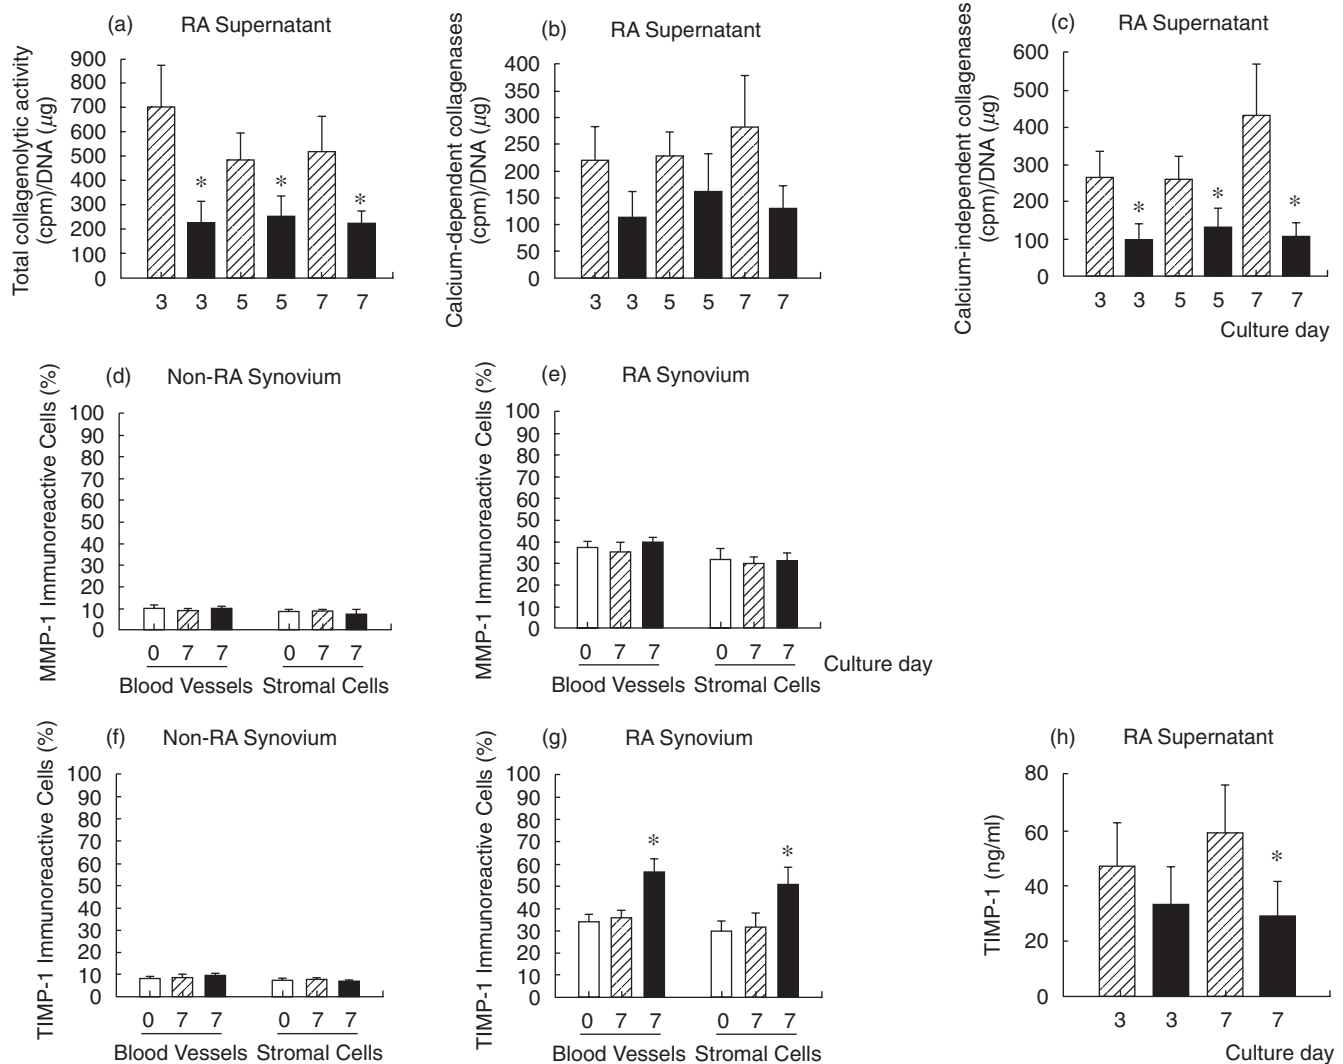 (a) RA Supernatant
Total collagenolytic activity
(cpm)/DNA (μg)
900
800
700
600
500
400
300
200
100
0
* * *
3 3 5 5 7 7
(b) RA Supernatant
Calcium-dependent collagenases
(cpm)/DNA (μg)
400
350
300
250
200
150
100
50
0
3 3 5 5 7 7
(c) RA Supernatant
Calcium-independent collagenases
(cpm)/DNA (μg)
600
500
400
300
200
100
0
* * *
3 3 5 5 7 7
Culture day
(d) Non-RA Synovium
MMP-1 Immunoreactive Cells (%)
100
90
80
70
60
50
40
30
20
10
0
0 7 7 0 7 7
Blood Vessels Stromal Cells
(e) RA Synovium
MMP-1 Immunoreactive Cells (%)
100
90
80
70
60
50
40
30
20
10
0
0 7 7 0 7 7
Culture day
Blood Vessels Stromal Cells
(f) Non-RA Synovium
TIMP-1 Immunoreactive Cells (%)
100
90
80
70
60
50
40
30
20
10
0
0 7 7 0 7 7
Blood Vessels Stromal Cells
(g) RA Synovium
TIMP-1 Immunoreactive Cells (%)
100
90
80
70
60
50
40
30
20
10
0
* *
0 7 7 0 7 7
Blood Vessels Stromal Cells
(h) RA Supernatant
TIMP-1 (ng/ml)
80
60
40
20
0
*
3 3 7 7
Culture day